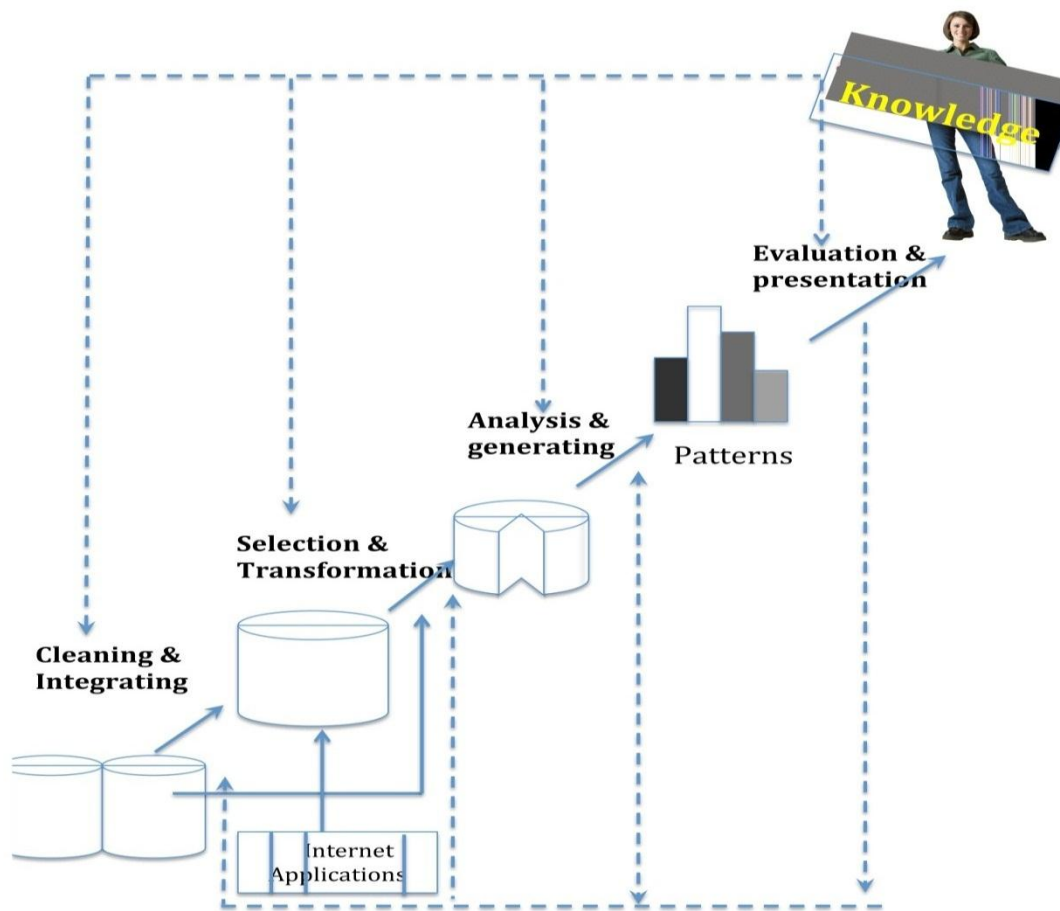 Knowledge
Evaluation &
presentation
Analysis &
generating
Patterns
Selection &
Transformation
Cleaning &
Integrating
Internet
Applications